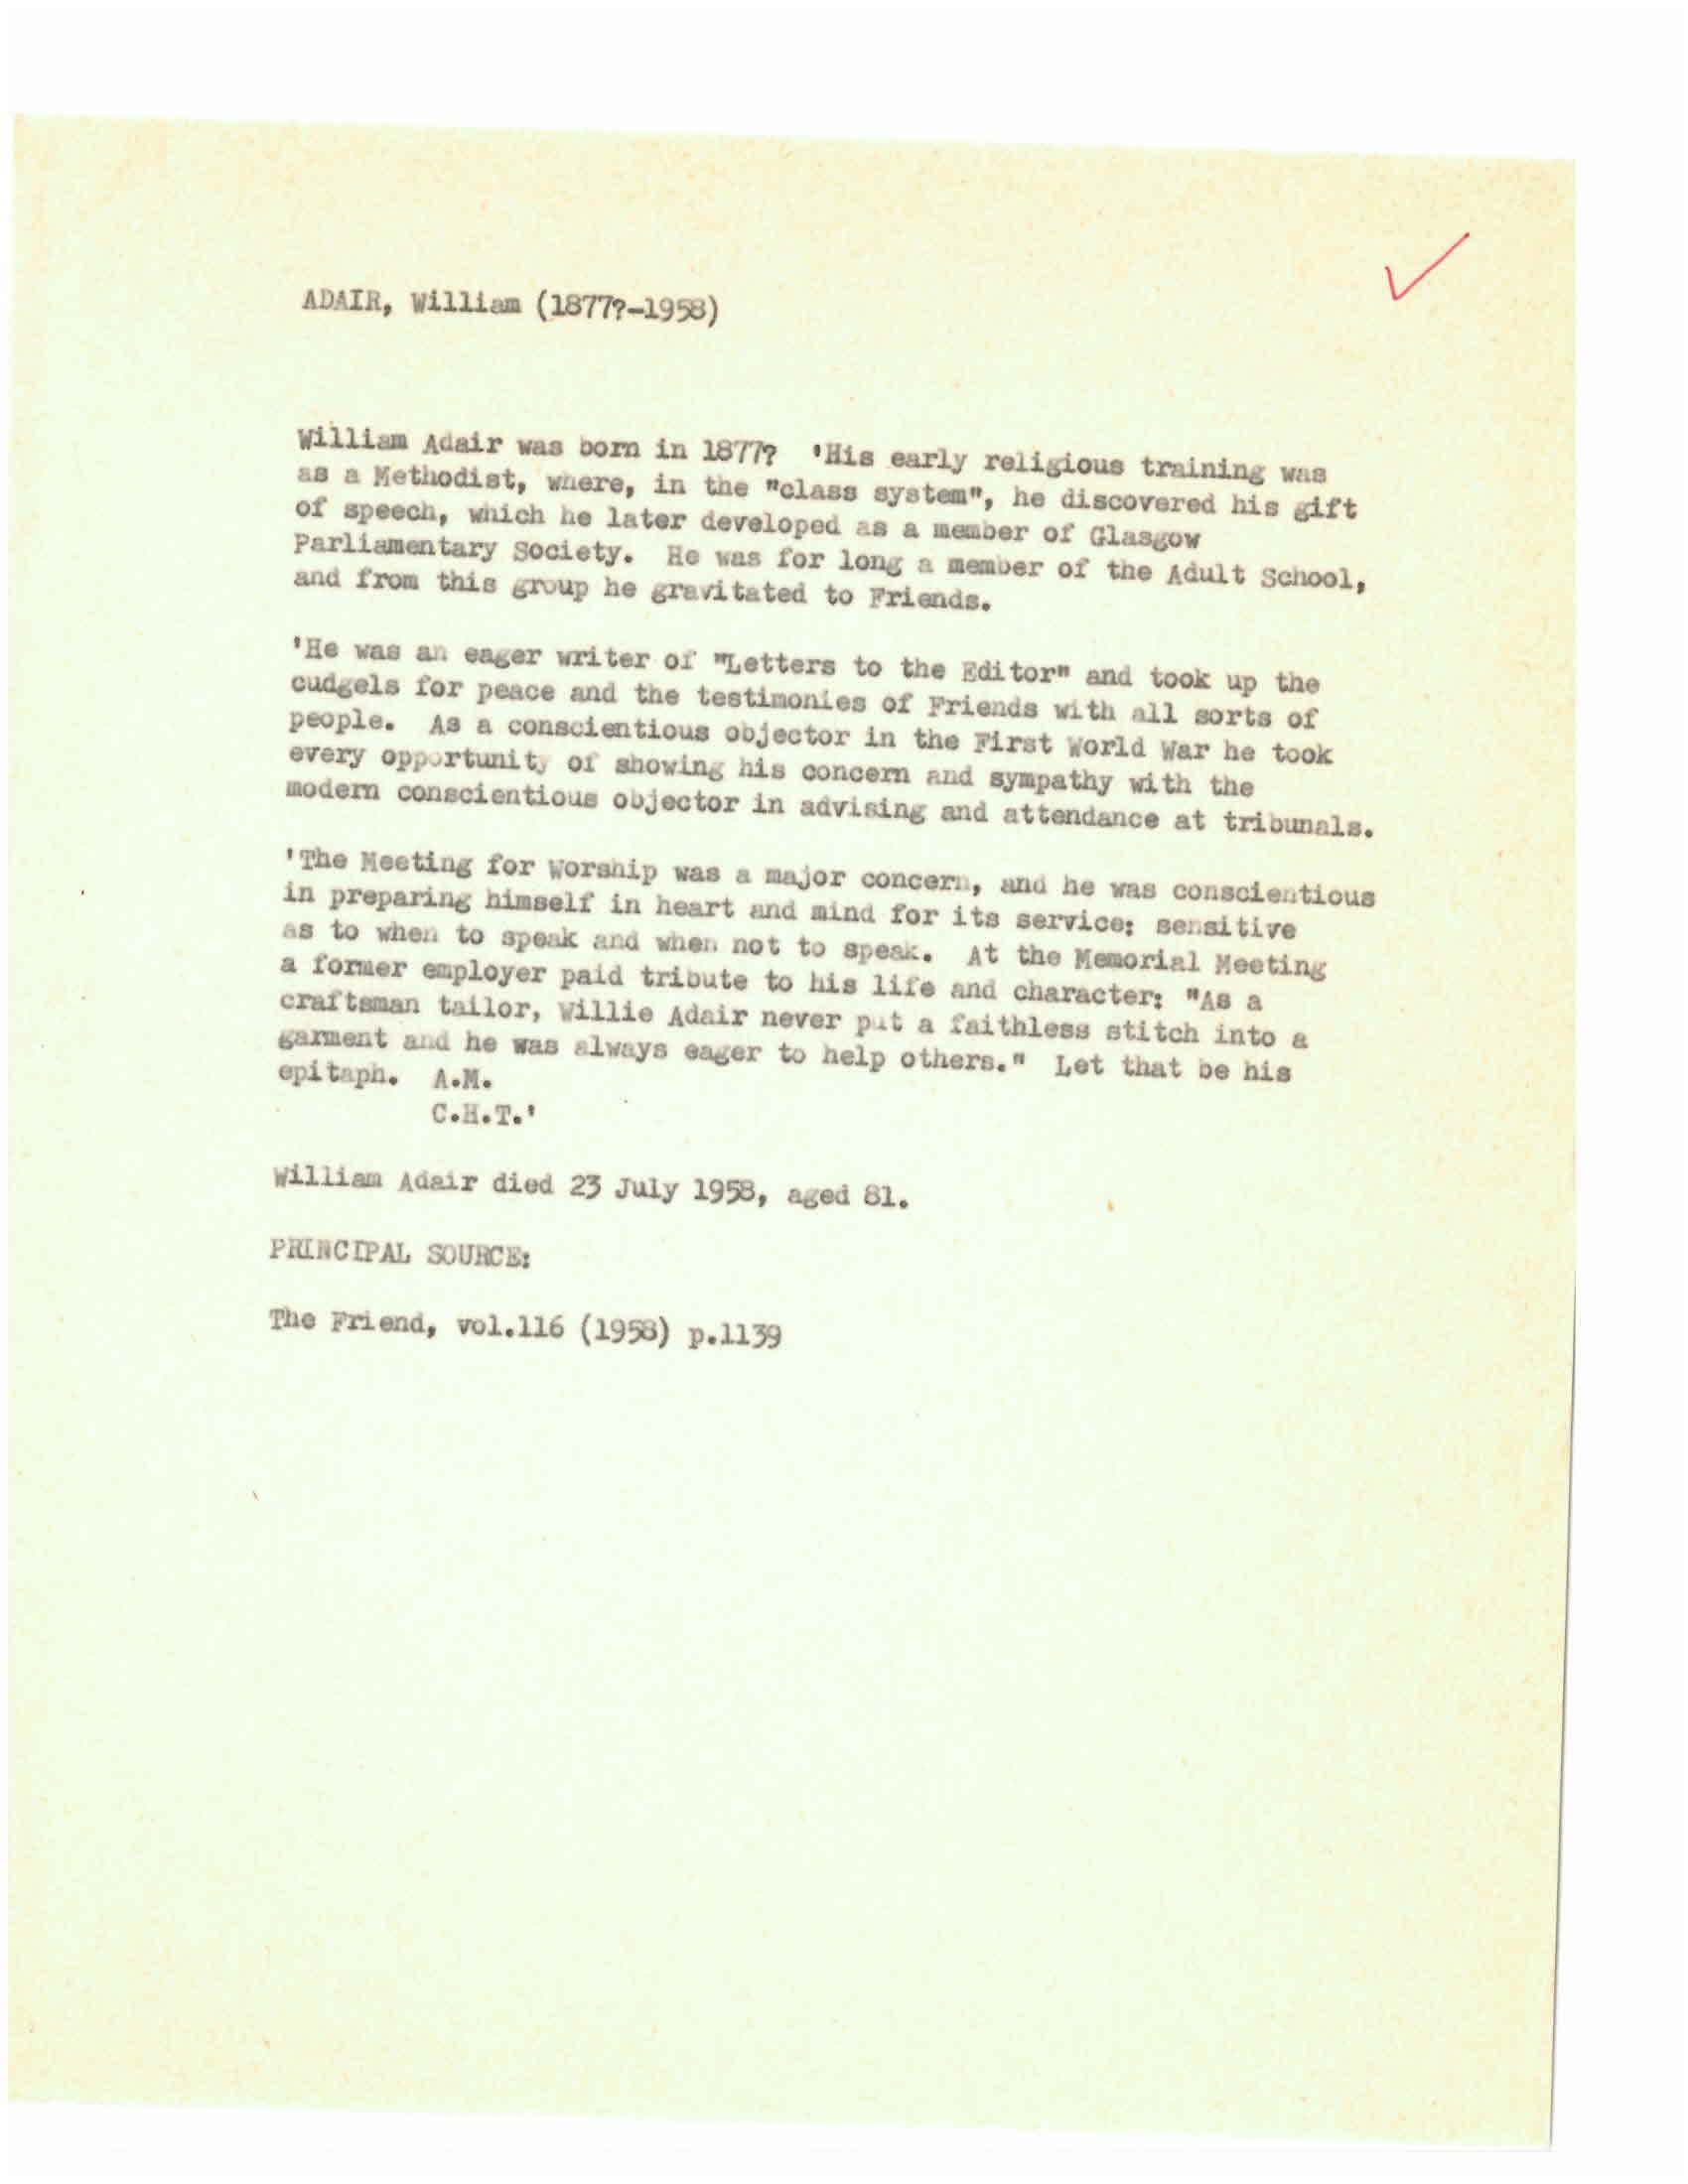 ADAIR, William (1877?-1958)
William Adair was born in 1877? 'His early religious training was
as a Methodist, where, in the "class system", he discovered his gift
of speech, which he later developed as a member of Glasgow
Parliamentary Society. He was for long a member of the Adult School,
and from this group he gravitated to Friends.
'He was an eager writer of "Letters to the Editor" and took up the
cudgels for peace and the testimonies of Friends with all sorts of
people. As a conscientious objector in the First World War he took
every opportunity of showing his concern and sympathy with the
modern conscientious objector in advising and attendance at tribunals.
'The Meeting for Worship was a major concern, and he was conscientious
in preparing himself in heart and mind for its service: sensitive
as to when to speak and when not to speak. At the Memorial Meeting
a former employer paid tribute to his life and character: "As a
craftsman tailor, Willie Adair never put a faithless stitch into a
garment and he was always eager to help others." Let that be his
epitaph. A.M.
C.H.T.'
William Adair died 23 July 1958, aged 81.
PRINCIPAL SOURCE:
The Friend, vol.116 (1958) p.1139